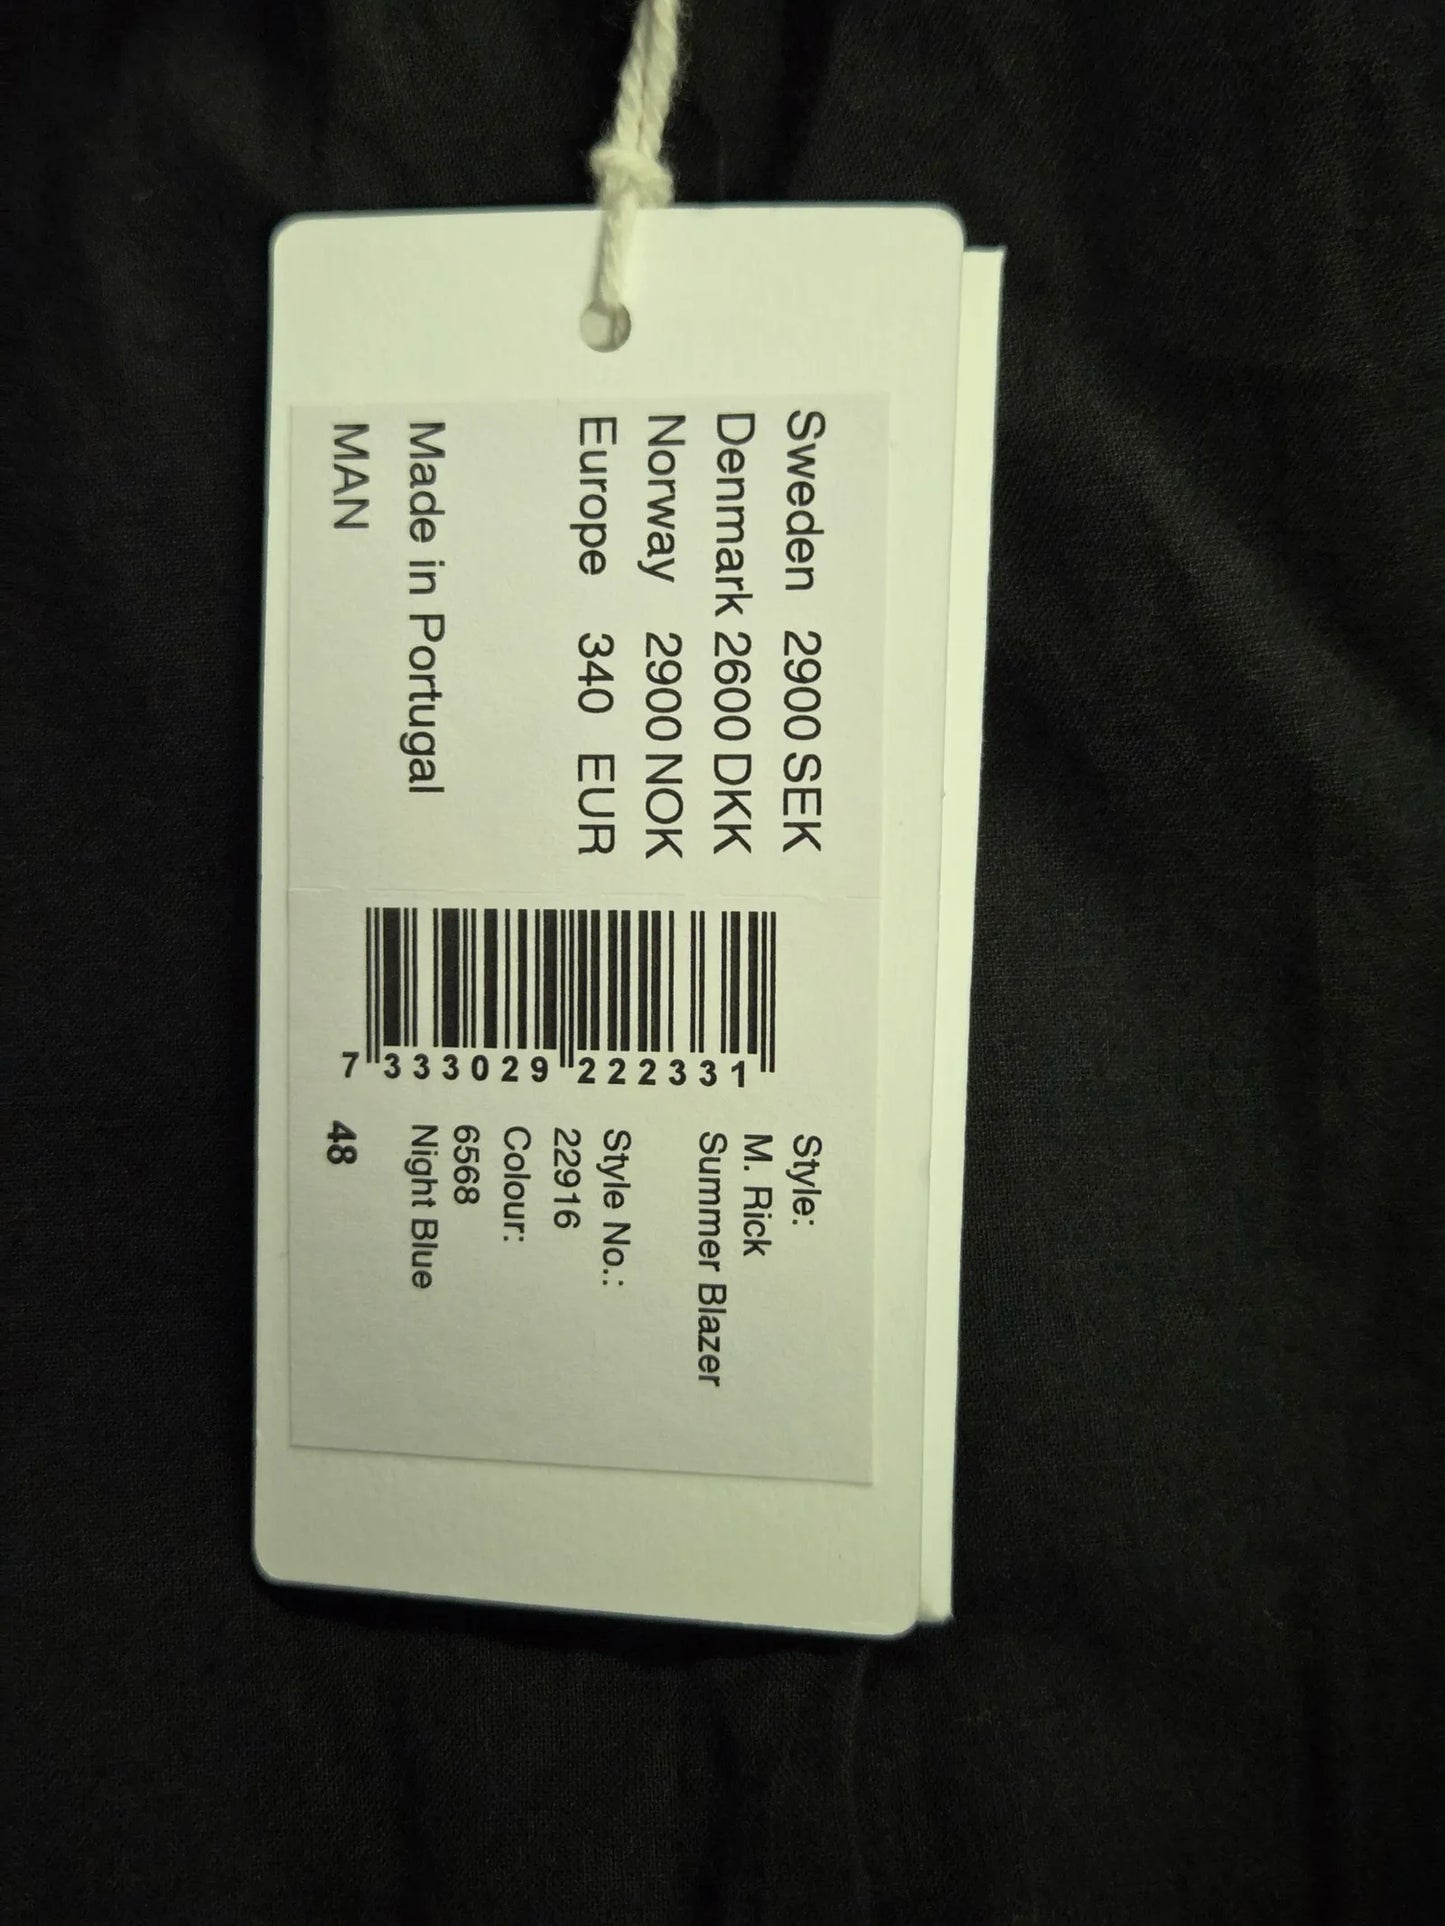 Sweden 2900 SEK
Denmark 2600 DKK
Norway 2900 NOK
Europe 340 EUR
Made in Portugal
MAN
7 333029 222331
Style:
M. Rick
Summer Blazer
Style No.:
22916
Colour:
6568
Night Blue
48